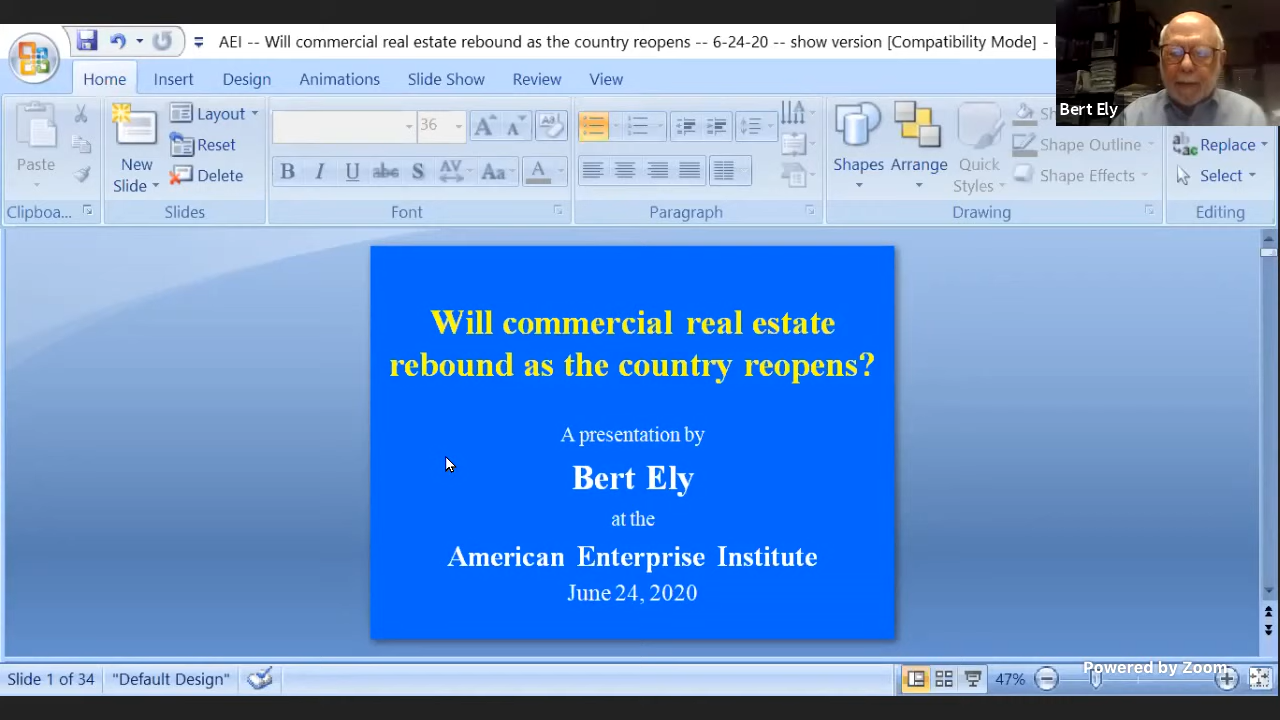 AEI -- Will commercial real estate rebound as the country reopens -- 6-24-20 -- show version [Compatibility Mode] -
Bert Ely
Home Insert Design Animations Slide Show Review View
Paste
New
Slide
Layout
Reset
Delete
36
B I U abc S AV Aa A
Shapes Arrange Quick
Styles
Shape Outline
Shape Effects
Replace
Select
Clipboa... Slides Font Paragraph Drawing Editing
Will commercial real estate
rebound as the country reopens?
A presentation by
Bert Ely
at the
American Enterprise Institute
June 24, 2020
Powered by Zoom
Slide 1 of 34 "Default Design" 47%